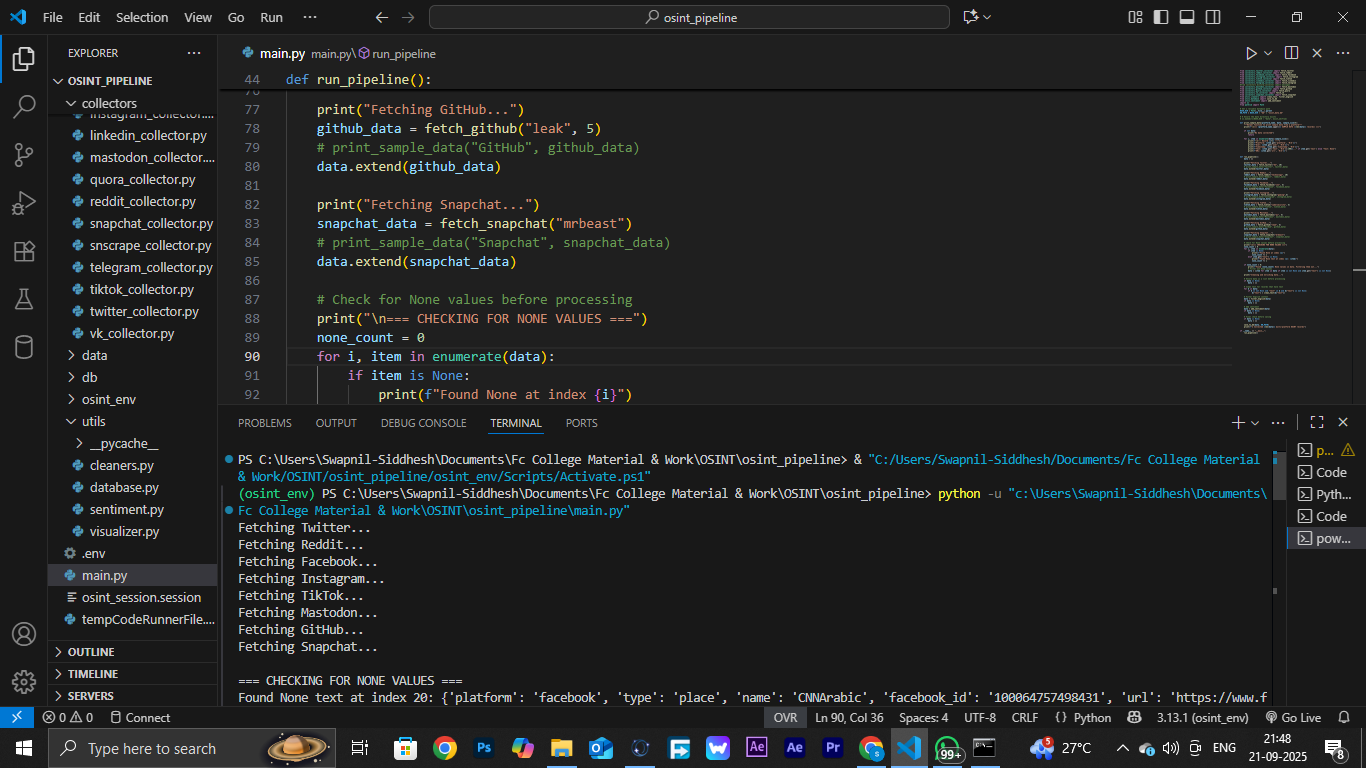 File Edit Selection View Go Run ··· osint_pipeline
EXPLORER ···
OSINT_PIPELINE
collectors
instagram_collector....
linkedin_collector.py
mastodon_collector....
quora_collector.py
reddit_collector.py
snapchat_collector.py
snscrape_collector.py
telegram_collector.py
tiktok_collector.py
twitter_collector.py
vk_collector.py
data
db
osint_env
utils
__pycache__
cleaners.py
database.py
sentiment.py
visualizer.py
.env
main.py
osint_session.session
tempCodeRunnerFile....
OUTLINE
TIMELINE
SERVERS
main.py main.py\ run_pipeline
44 def run_pipeline():
76
77 print("Fetching GitHub...")
78 github_data = fetch_github("leak", 5)
79 # print_sample_data("GitHub", github_data)
80 data.extend(github_data)
81
82 print("Fetching Snapchat...")
83 snapchat_data = fetch_snapchat("mrbeast")
84 # print_sample_data("Snapchat", snapchat_data)
85 data.extend(snapchat_data)
86
87 # Check for None values before processing
88 print("\n=== CHECKING FOR NONE VALUES ===")
89 none_count = 0
90 for i, item in enumerate(data):
91 if item is None:
92 print(f"Found None at index {i}")
PROBLEMS OUTPUT DEBUG CONSOLE TERMINAL PORTS
PS C:\Users\Swapnil-Siddhesh\Documents\Fc College Material & Work\OSINT\osint_pipeline> & "C:/Users/Swapnil-Siddhesh/Documents/Fc College Material
& Work/OSINT/osint_pipeline/osint_env/Scripts/Activate.ps1"
(osint_env) PS C:\Users\Swapnil-Siddhesh\Documents\Fc College Material & Work\OSINT\osint_pipeline> python -u "c:\Users\Swapnil-Siddhesh\Documents\
Fc College Material & Work\OSINT\osint_pipeline\main.py"
Fetching Twitter...
Fetching Reddit...
Fetching Facebook...
Fetching Instagram...
Fetching TikTok...
Fetching Mastodon...
Fetching GitHub...
Fetching Snapchat...
=== CHECKING FOR NONE VALUES ===
Found None text at index 20: {'platform': 'facebook', 'type': 'place', 'name': 'CNNArabic', 'facebook_id': '100064757498431', 'url': 'https://www.f
p...
Code
Pyth...
Code
pow...
0 0 Connect OVR Ln 90, Col 36 Spaces: 4 UTF-8 CRLF {} Python 3.13.1 (osint_env) Go Live
Type here to search
Ps Ae Ae Pr 99+ 5 27°C ENG
21:48
21-09-2025
8